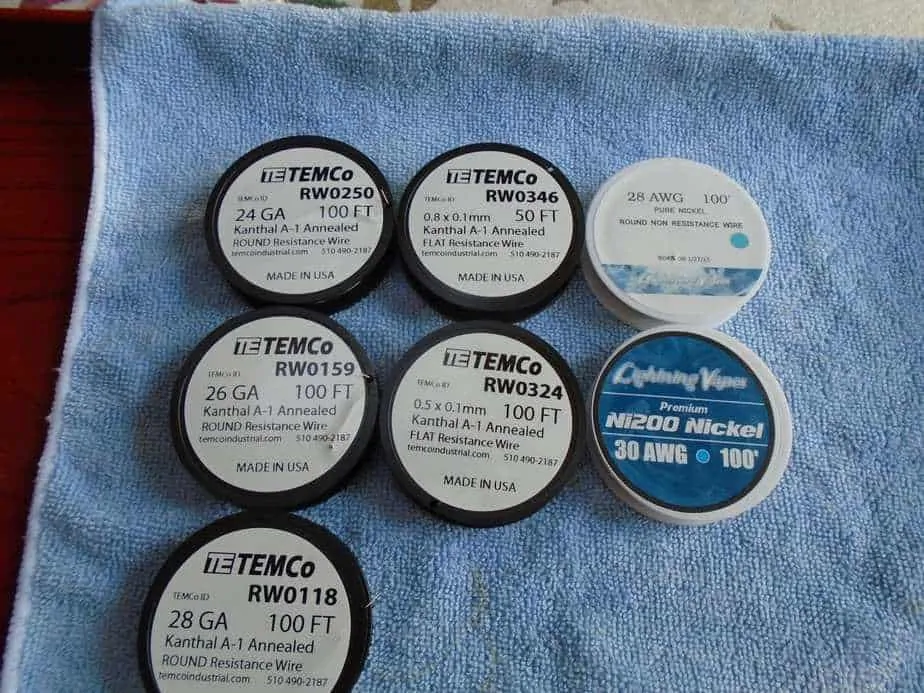 TE TEMCo
TEMCo ID RW0250
24 GA 100 FT
Kanthal A-1 Annealed
ROUND Resistance Wire
temcoindustrial.com 510 490-2187
MADE IN USA
TE TEMCo
TEMCo ID RW0346
0.8 x 0.1mm 50 FT
Kanthal A-1 Annealed
FLAT Resistance Wire
temcoindustrial.com 510 490-2187
MADE IN USA
28 AWG 100'
PURE NICKEL
ROUND NON RESISTANCE WIRE
TE TEMCo
TEMCo ID RW0159
26 GA 100 FT
Kanthal A-1 Annealed
ROUND Resistance Wire
temcoindustrial.com 510 490-2187
MADE IN USA
TE TEMCo
TEMCo ID RW0324
0.5 x 0.1mm 100 FT
Kanthal A-1 Annealed
FLAT Resistance Wire
temcoindustrial.com 510 490-2187
MADE IN USA
Lightning Vapes
Premium
Ni200 Nickel
30 AWG 100'
TE TEMCo
TEMCo ID RW0118
28 GA 100 FT
Kanthal A-1 Annealed
ROUND Resistance Wire
temcoindustrial.com 510 490-2187